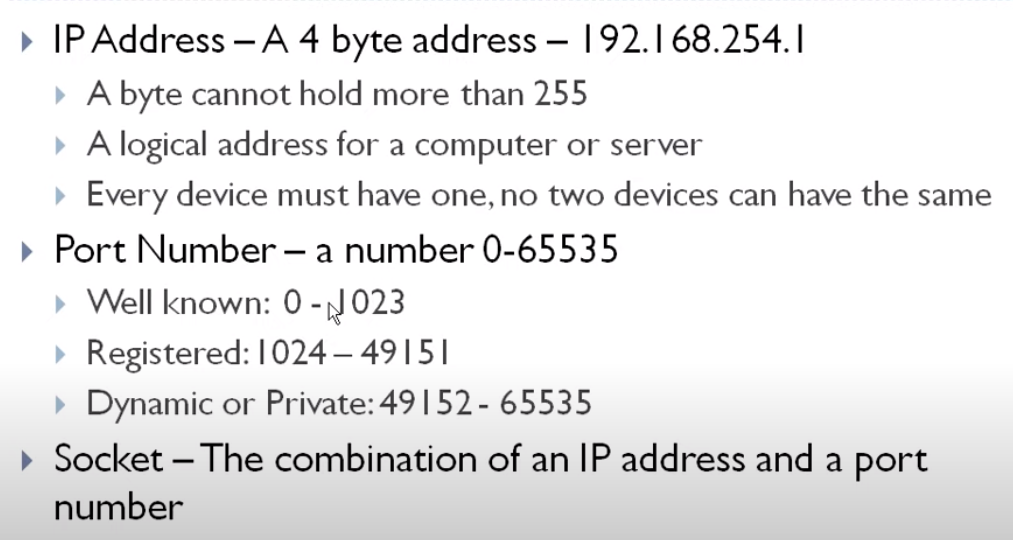 IP Address – A 4 byte address – 192.168.254.1
A byte cannot hold more than 255
A logical address for a computer or server
Every device must have one, no two devices can have the same
Port Number – a number 0-65535
Well known: 0 - 1023
Registered: 1024 – 49151
Dynamic or Private: 49152 - 65535
Socket – The combination of an IP address and a port
number